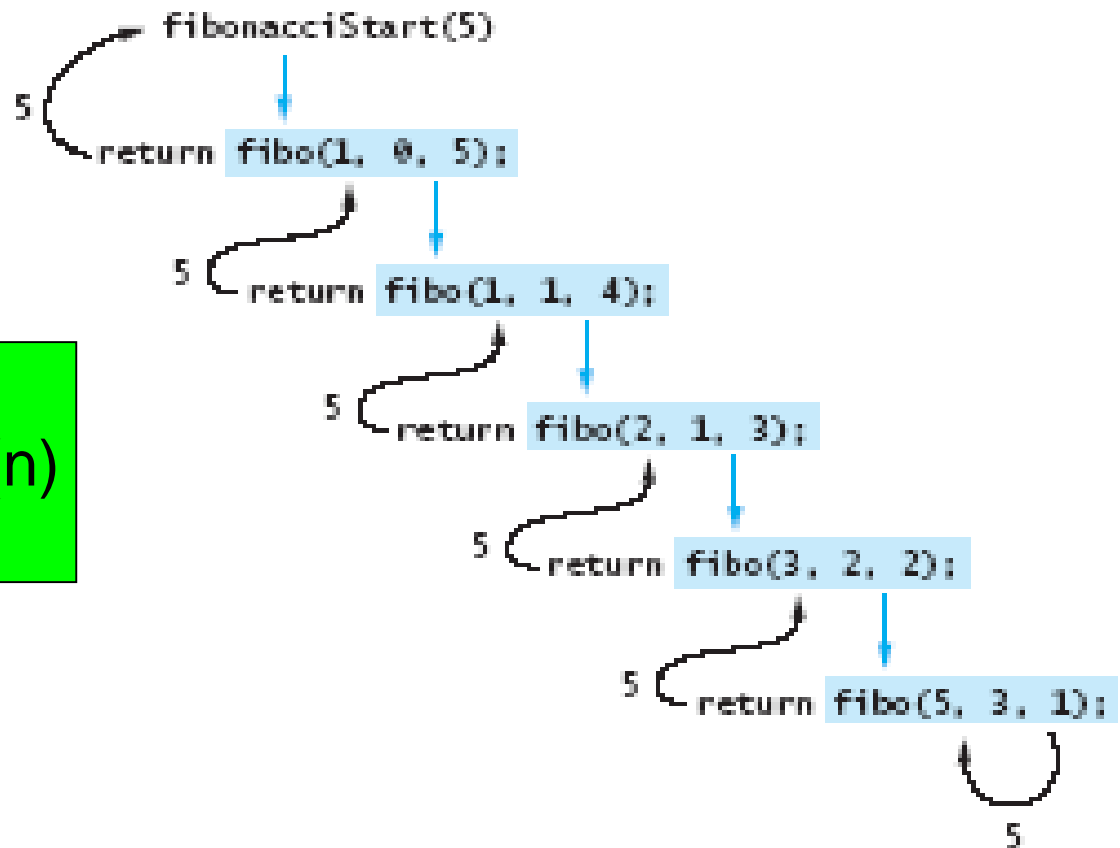 fibonacciStart(5)
5
return fibo(1, 0, 5);
5
return fibo(1, 1, 4);
5
return fibo(2, 1, 3);
n)
5
return fibo(3, 2, 2);
5
return fibo(5, 3, 1);
5